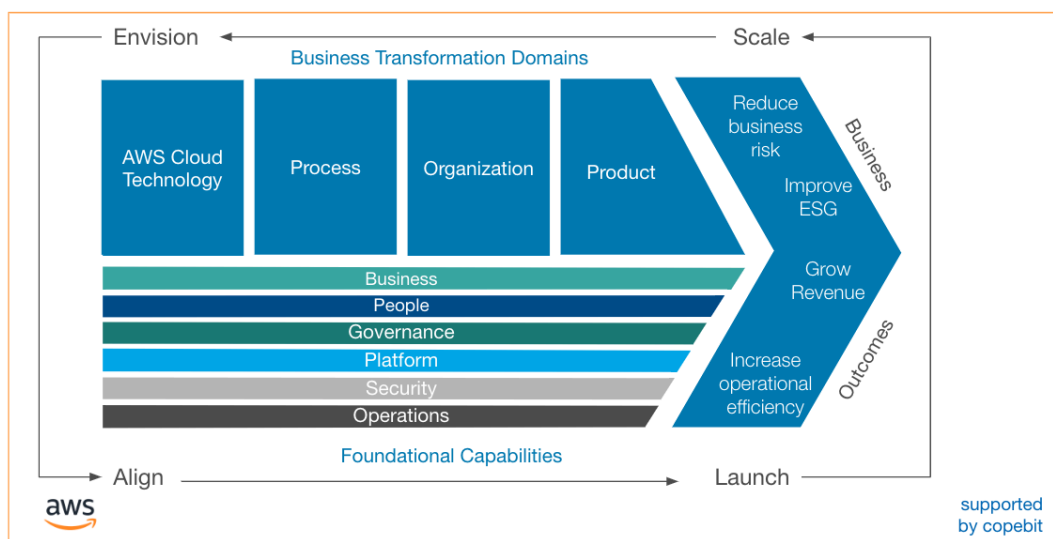 Envision
Scale
Business Transformation Domains
AWS Cloud
Technology
Process
Organization
Product
Reduce
business
risk
Improve
ESG
Grow
Revenue
Increase
operational
efficiency
Business
Outcomes
Business
People
Governance
Platform
Security
Operations
Foundational Capabilities
Align
Launch
aws
supported
by copebit